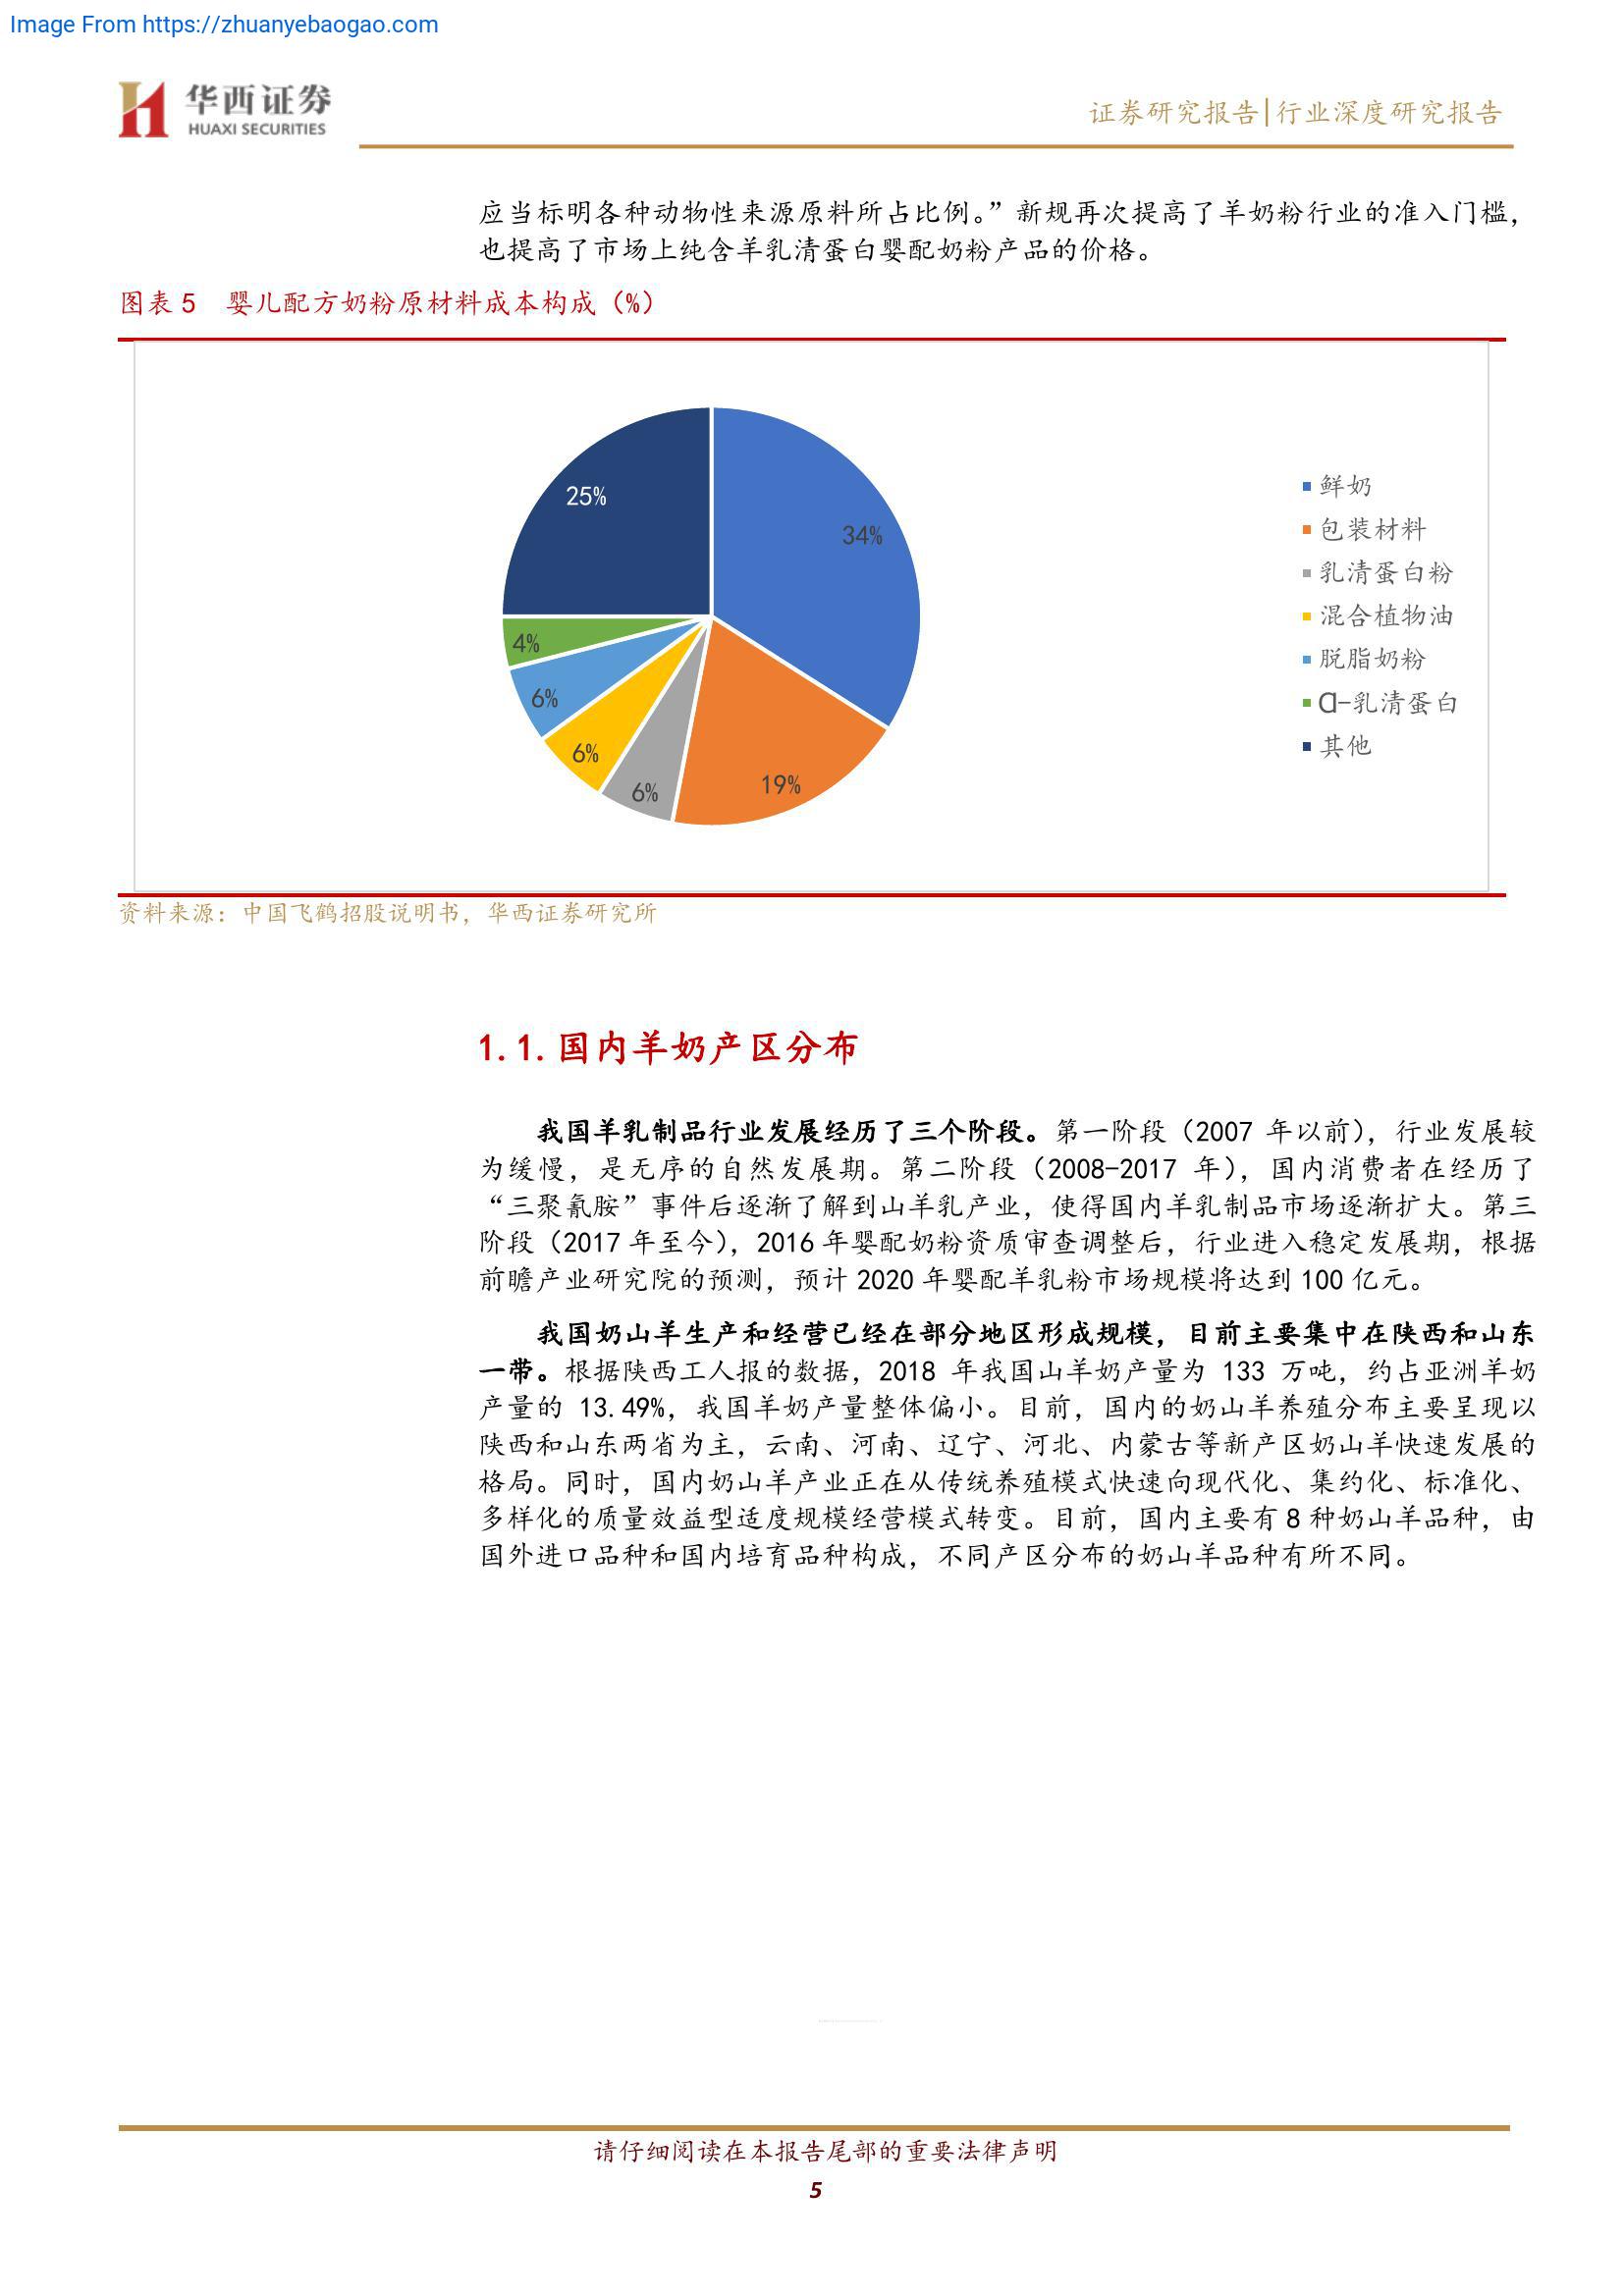 Image From https://zhuanyebaogao.com
华西证券
HUAXI SECURITIES
证券研究报告|行业深度研究报告
应当标明各种动物性来源原料所占比例。”新规再次提高了羊奶粉行业的准入门槛，
也提高了市场上纯含羊乳清蛋白婴配奶粉产品的价格。
图表 5 婴儿配方奶粉原材料成本构成（%）
34%
19%
6%
6%
6%
4%
25%
鲜奶
包装材料
乳清蛋白粉
混合植物油
脱脂奶粉
α-乳清蛋白
其他
资料来源：中国飞鹤招股说明书，华西证券研究所
1.1.国内羊奶产区分布
我国羊乳制品行业发展经历了三个阶段。第一阶段（2007 年以前），行业发展较
为缓慢，是无序的自然发展期。第二阶段（2008-2017 年），国内消费者在经历了
“三聚氰胺”事件后逐渐了解到山羊乳产业，使得国内羊乳制品市场逐渐扩大。第三
阶段（2017 年至今），2016 年婴配奶粉资质审查调整后，行业进入稳定发展期，根据
前瞻产业研究院的预测，预计 2020 年婴配羊乳粉市场规模将达到 100 亿元。
我国奶山羊生产和经营已经在部分地区形成规模，目前主要集中在陕西和山东
一带。根据陕西工人报的数据，2018 年我国山羊奶产量为 133 万吨，约占亚洲羊奶
产量的 13.49%，我国羊奶产量整体偏小。目前，国内的奶山羊养殖分布主要呈现以
陕西和山东两省为主，云南、河南、辽宁、河北、内蒙古等新产区奶山羊快速发展的
格局。同时，国内奶山羊产业正在从传统养殖模式快速向现代化、集约化、标准化、
多样化的质量效益型适度规模经营模式转变。目前，国内主要有 8 种奶山羊品种，由
国外进口品种和国内培育品种构成，不同产区分布的奶山羊品种有所不同。
请仔细阅读在本报告尾部的重要法律声明
5